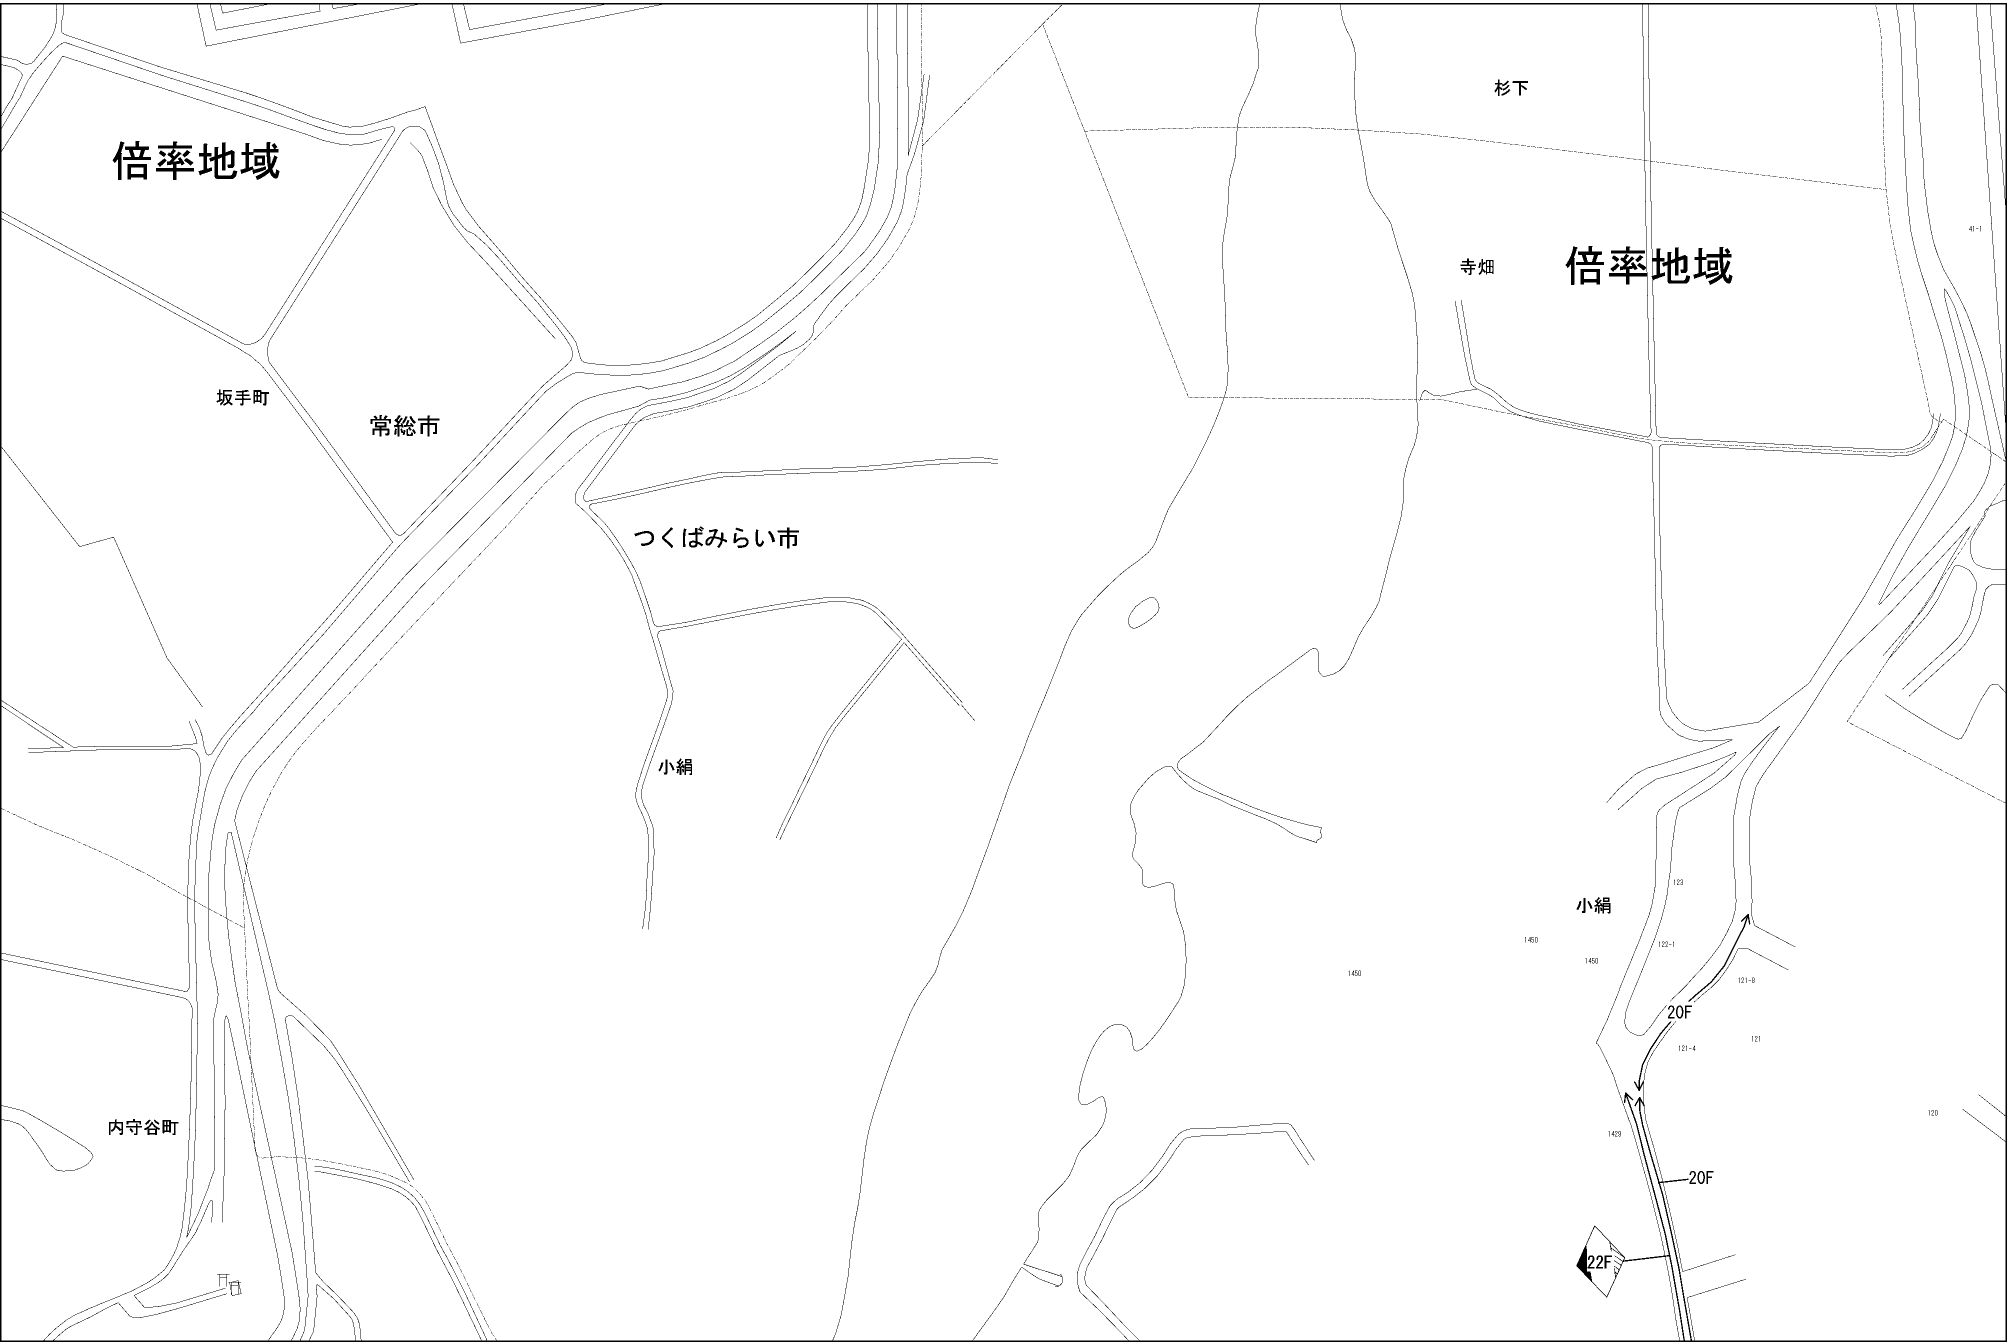 杉下
倍率地域
41-1
倍率地域
寺畑
坂手町
常総市
つくばみらい市
小絹
123
小絹
1450
122-1
1450
1450
121-8
20F
121
121-4
120
内守谷町
1429
20F
22F